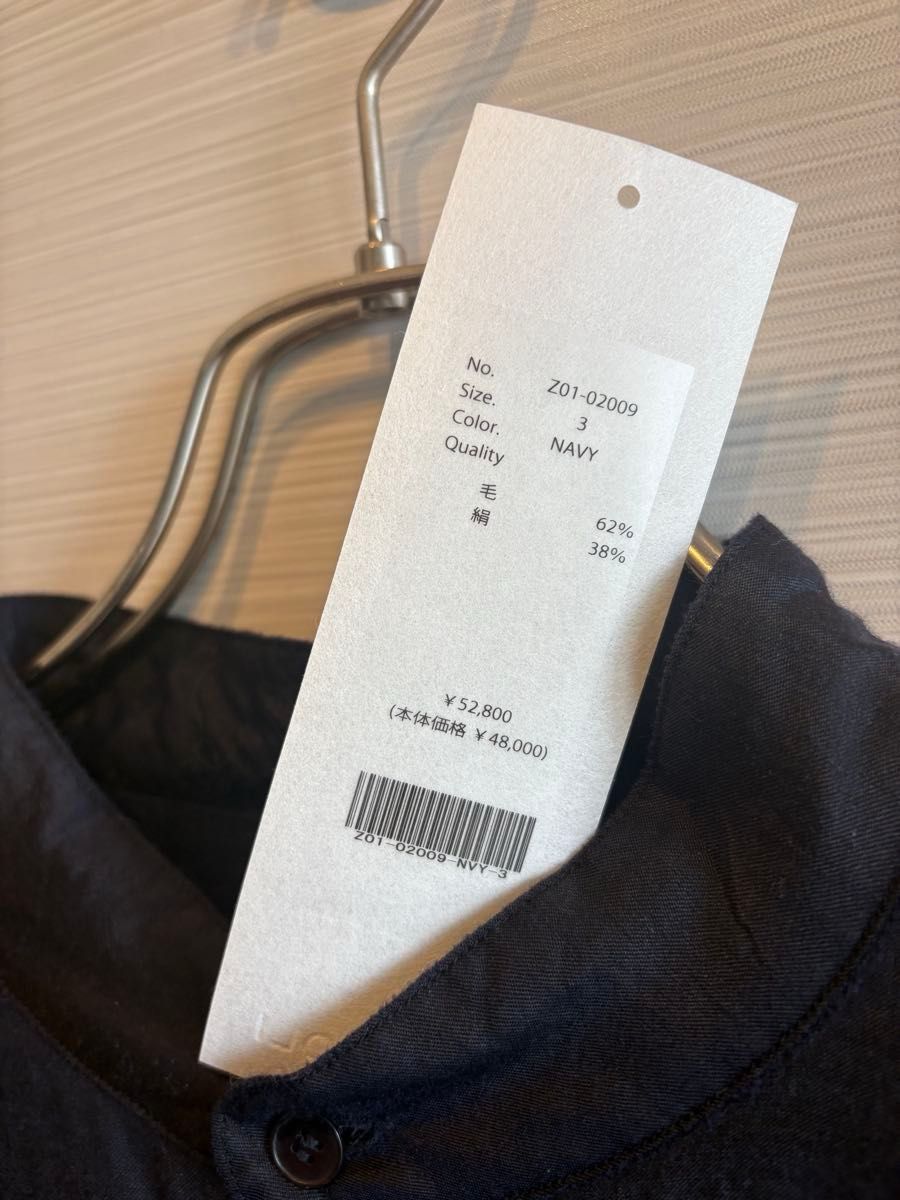 No. Z01-02009
Size. 3
Color. NAVY
Quality
毛 62%
絹 38%
¥52,800
(本体価格 ¥48,000)
Z01-02009-NVY-3